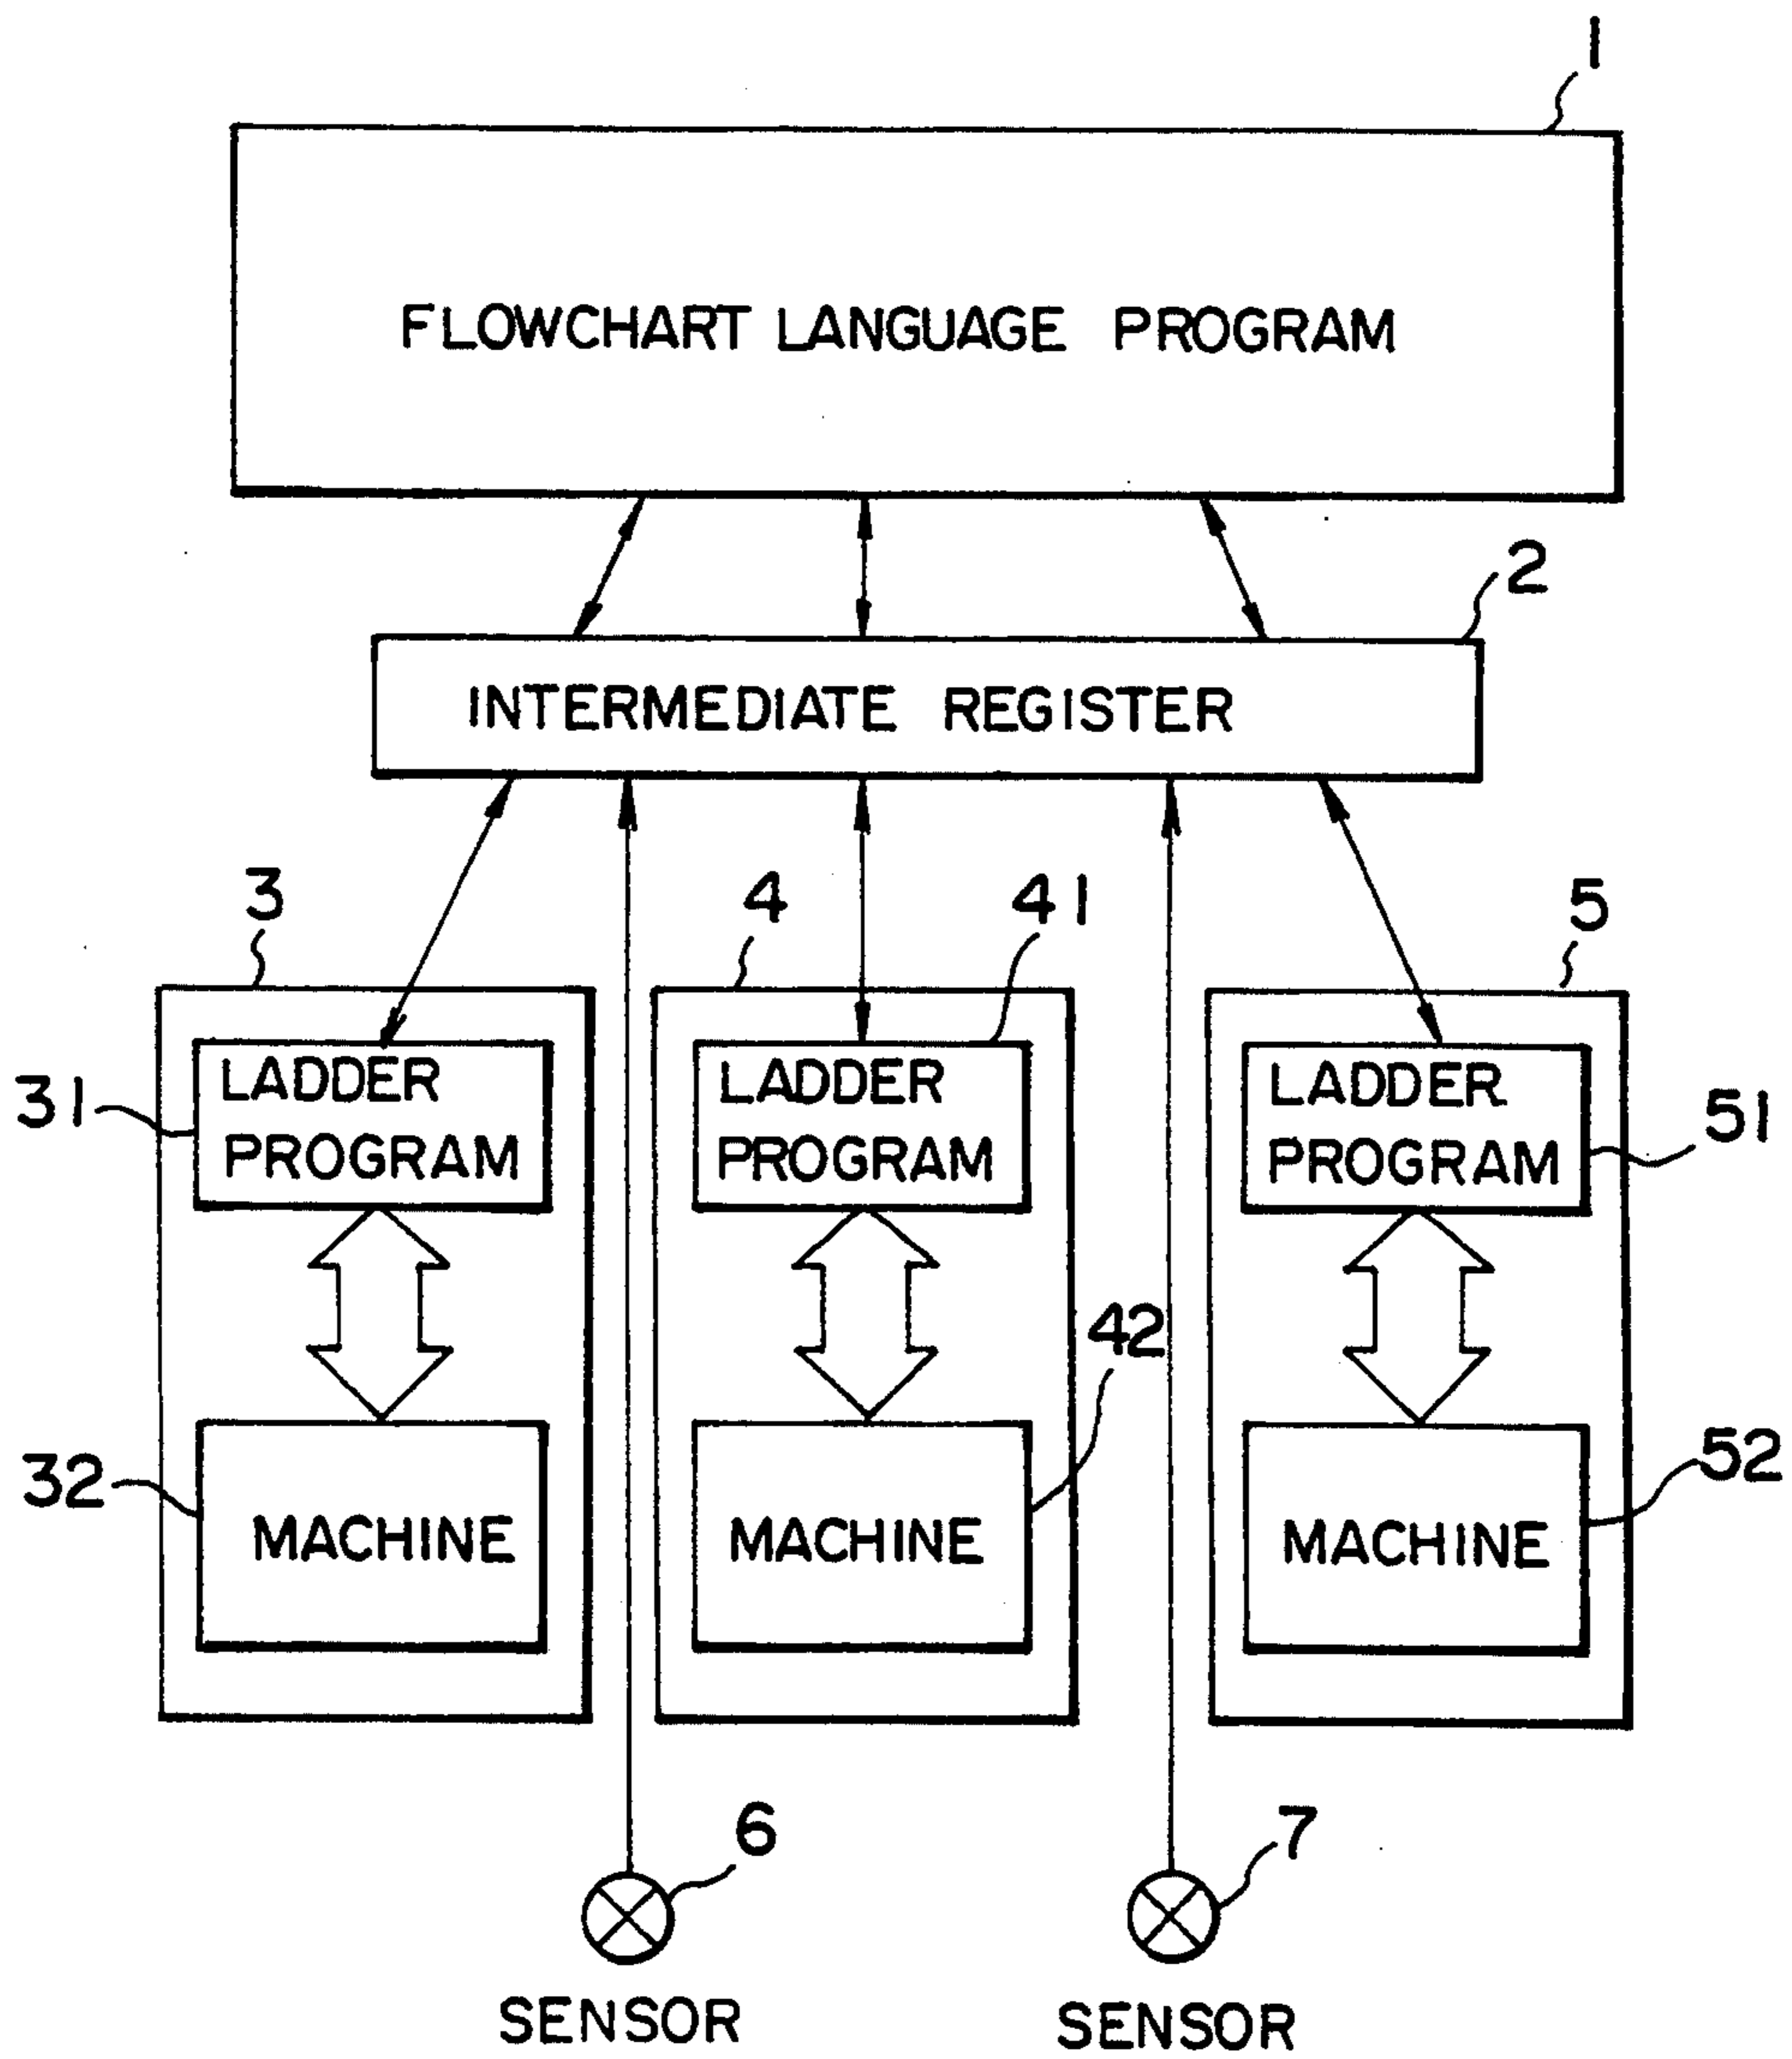 1
FLOWCHART LANGUAGE PROGRAM
2
INTERMEDIATE REGISTER
3
4
41
5
31
LADDER
PROGRAM
LADDER
PROGRAM
LADDER
PROGRAM
51
42
32
MACHINE
MACHINE
MACHINE
52
6
7
SENSOR
SENSOR